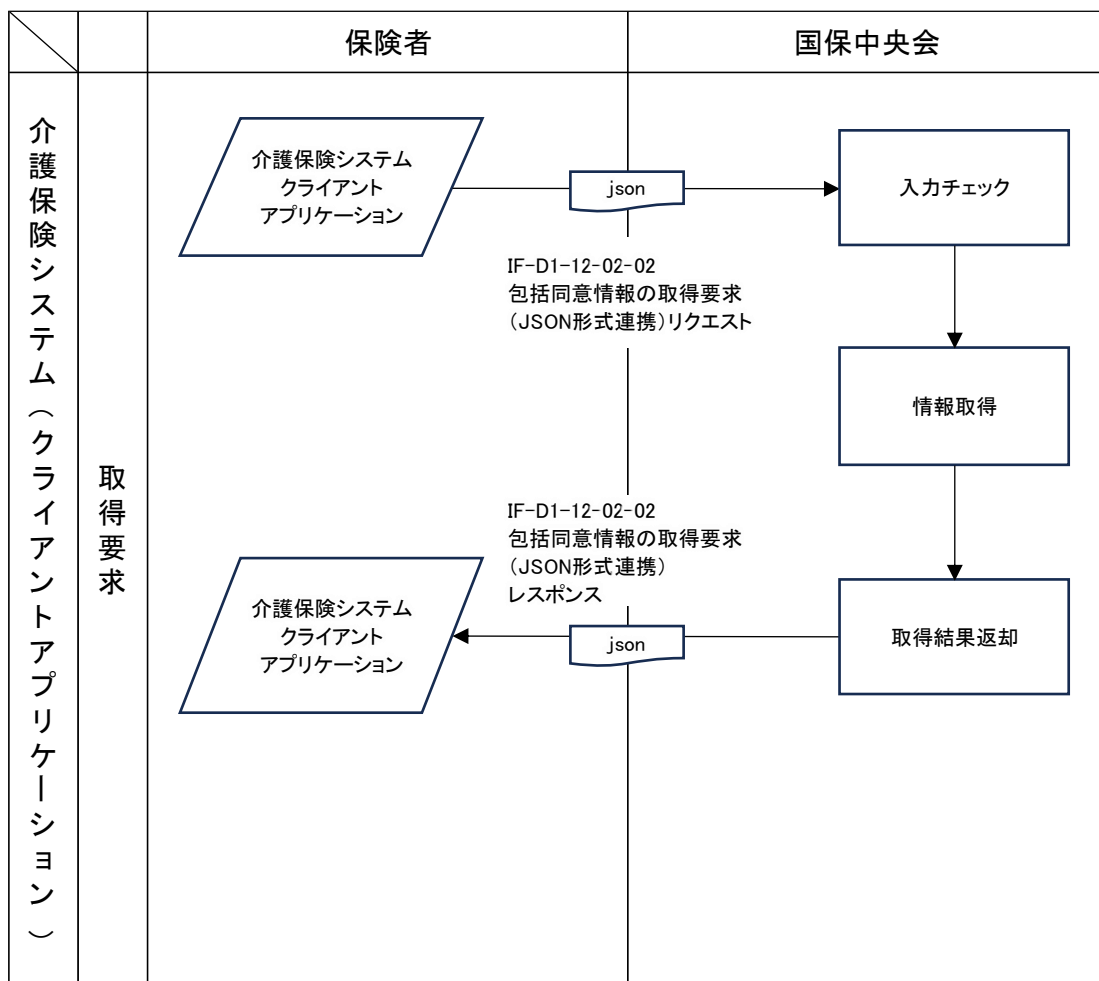 保険者
国保中央会
介護保険システム（クライアントアプリケーション）
取得要求
介護保険システム
クライアント
アプリケーション
json
入力チェック
IF-D1-12-02-02
包括同意情報の取得要求
（JSON形式連携）リクエスト
情報取得
IF-D1-12-02-02
包括同意情報の取得要求
（JSON形式連携）
レスポンス
介護保険システム
クライアント
アプリケーション
json
取得結果返却